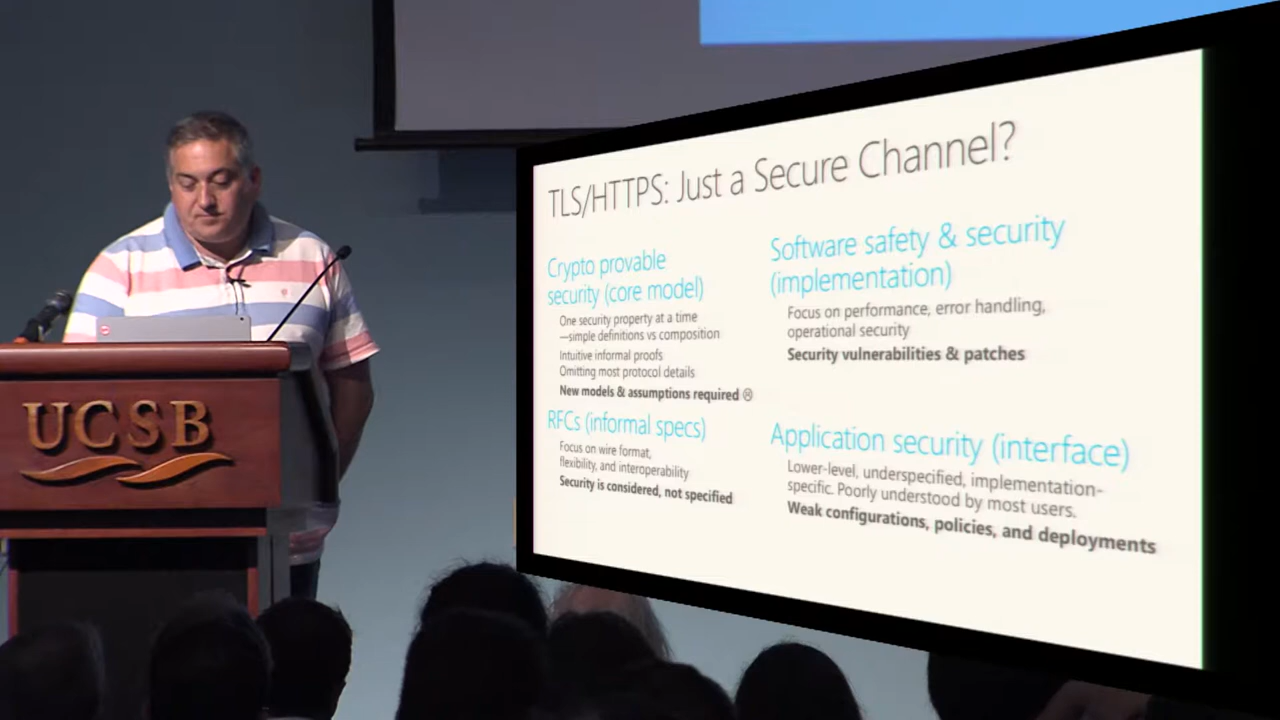 UCSB
TLS/HTTPS: Just a Secure Channel?
Crypto provable
security (core model)
One security property at a time
—simple definitions vs composition
Intuitive informal proofs
Omitting most protocol details
New models & assumptions required ☹
RFCs (informal specs)
Focus on wire format,
flexibility, and interoperability
Security is considered, not specified
Software safety & security
(implementation)
Focus on performance, error handling,
operational security
Security vulnerabilities & patches
Application security (interface)
Lower-level, underspecified, implementation-
specific. Poorly understood by most users.
Weak configurations, policies, and deployments